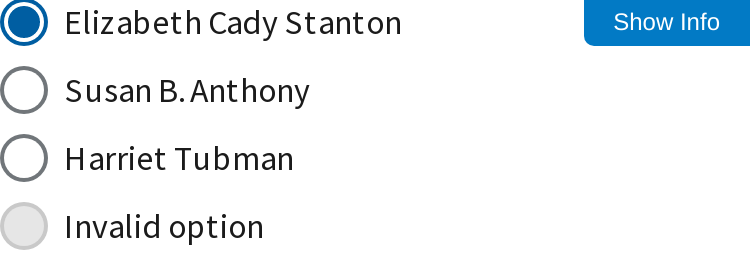 Elizabeth Cady Stanton
Show Info
Susan B. Anthony
Harriet Tubman
Invalid option